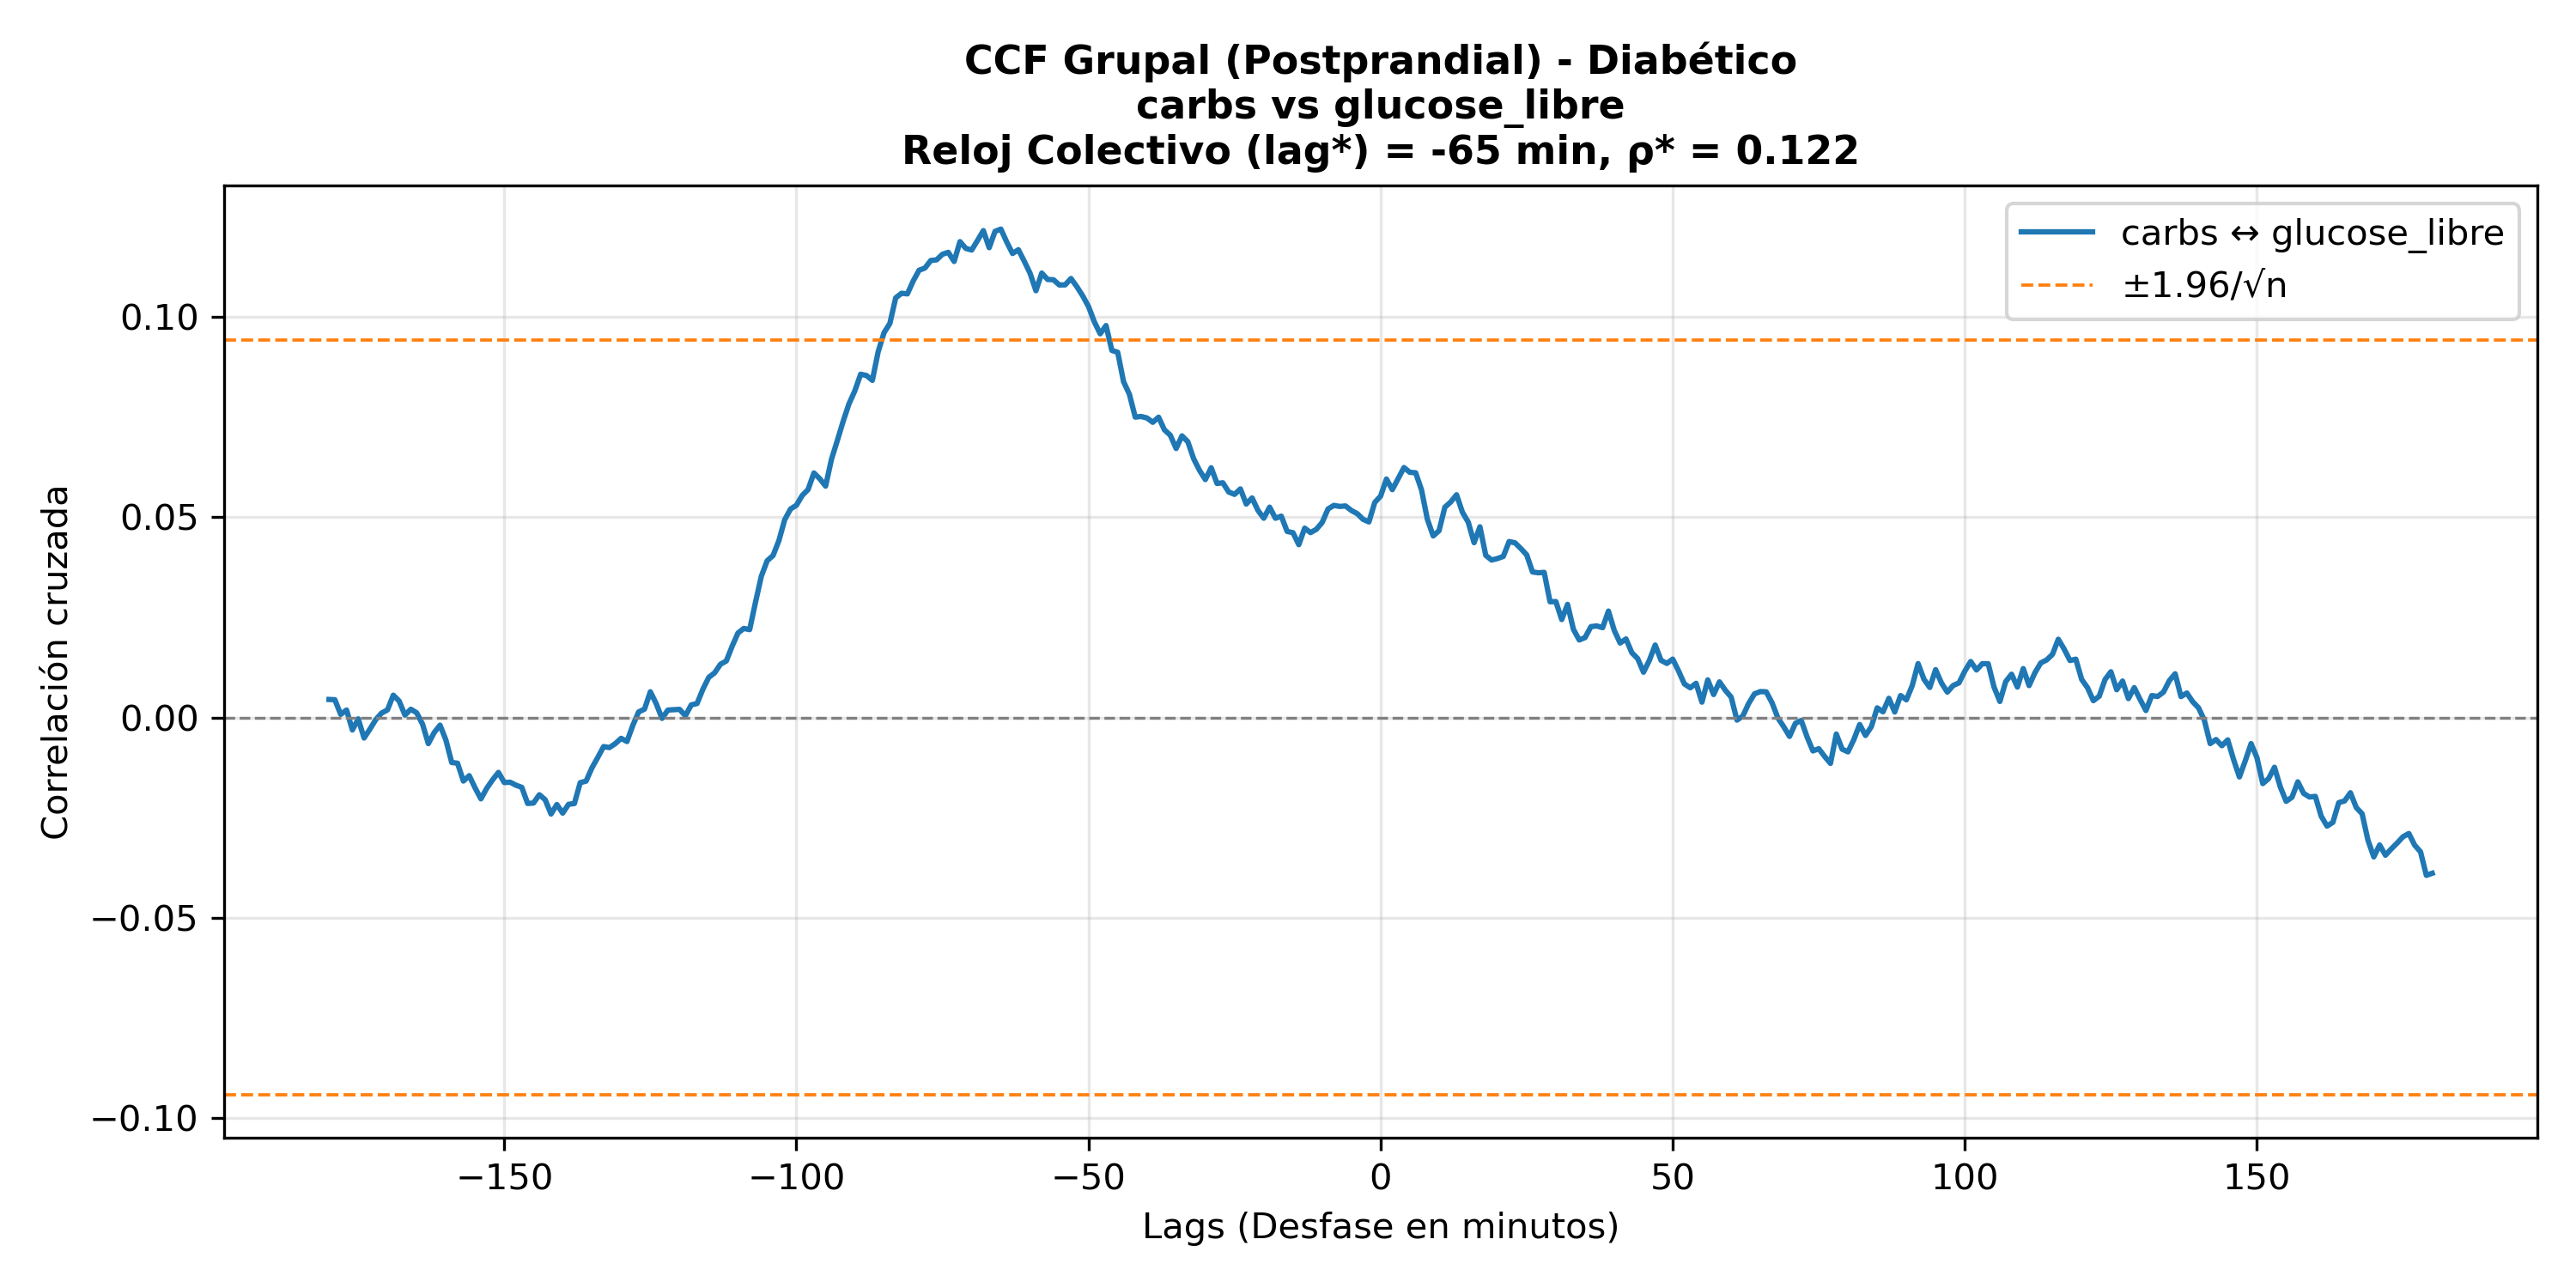 CCF Grupal (Postprandial) - Diabético
carbs vs glucose_libre
Reloj Colectivo (lag*) = -65 min, ρ* = 0.122
carbs ↔ glucose_libre
±1.96/√n
Correlación cruzada
0.10
0.05
0.00
−0.05
−0.10
−150
−100
−50
0
50
100
150
Lags (Desfase en minutos)